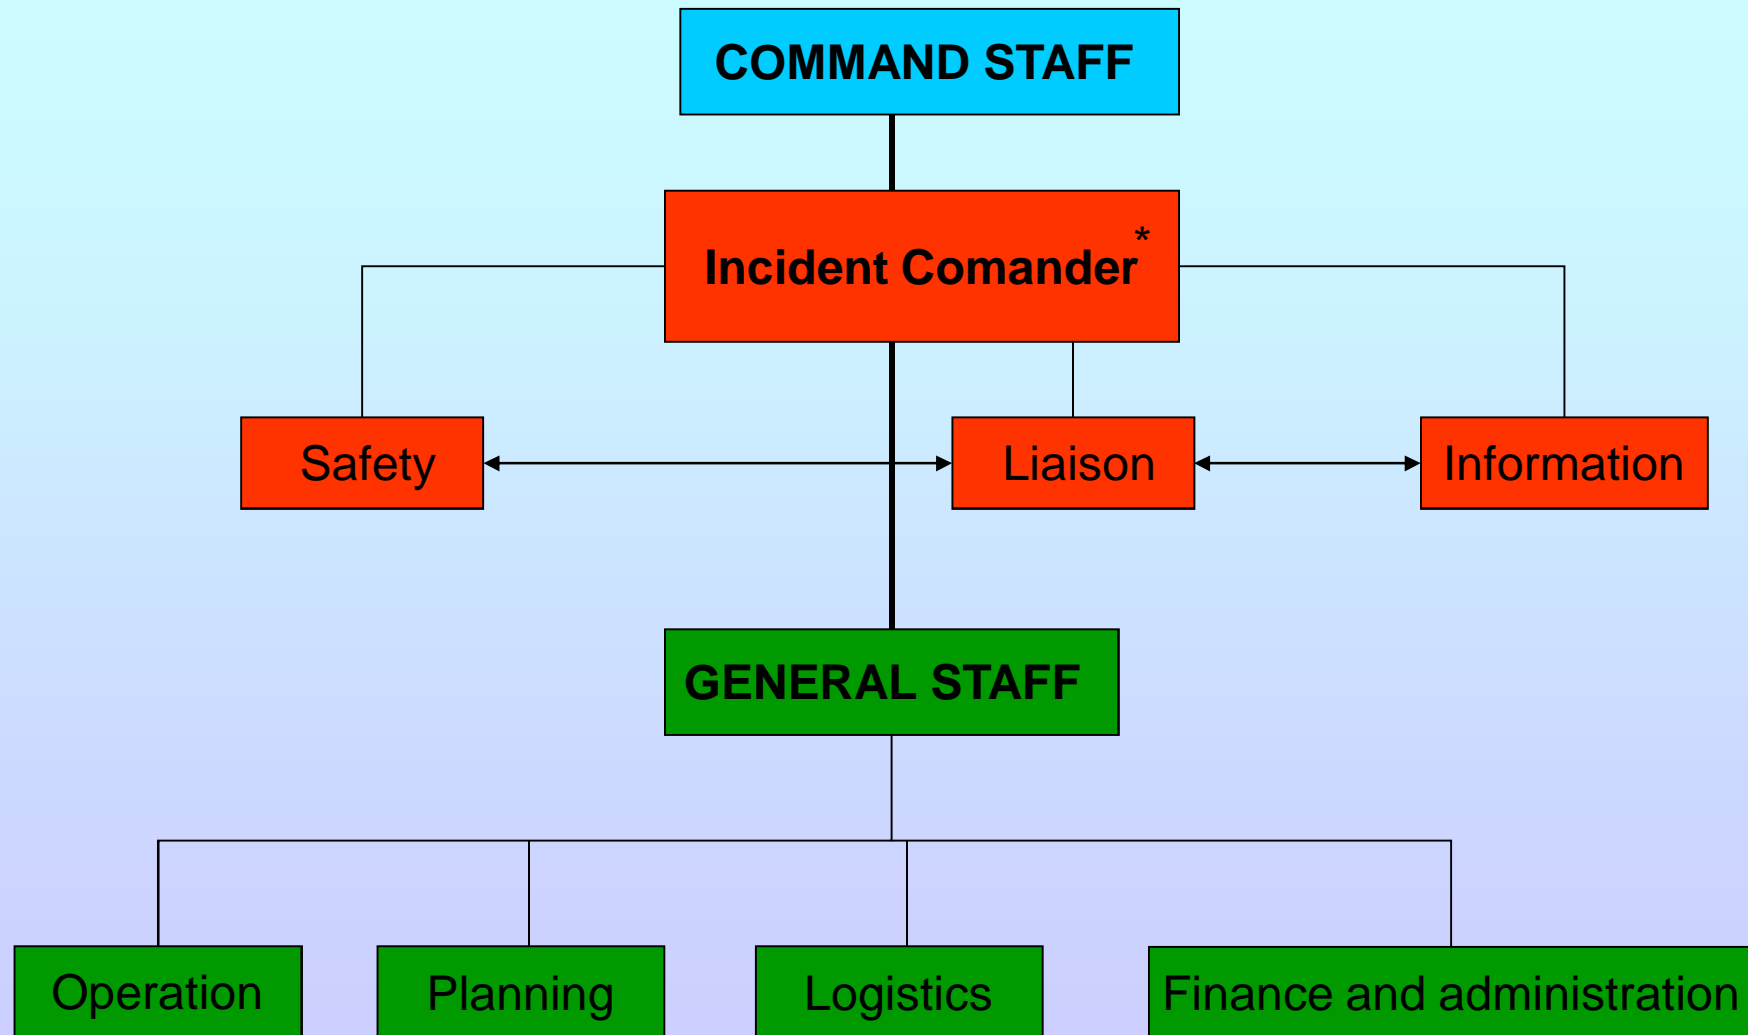 COMMAND STAFF
Incident Comander*
Safety
Liaison
Information
GENERAL STAFF
Operation
Planning
Logistics
Finance and administration